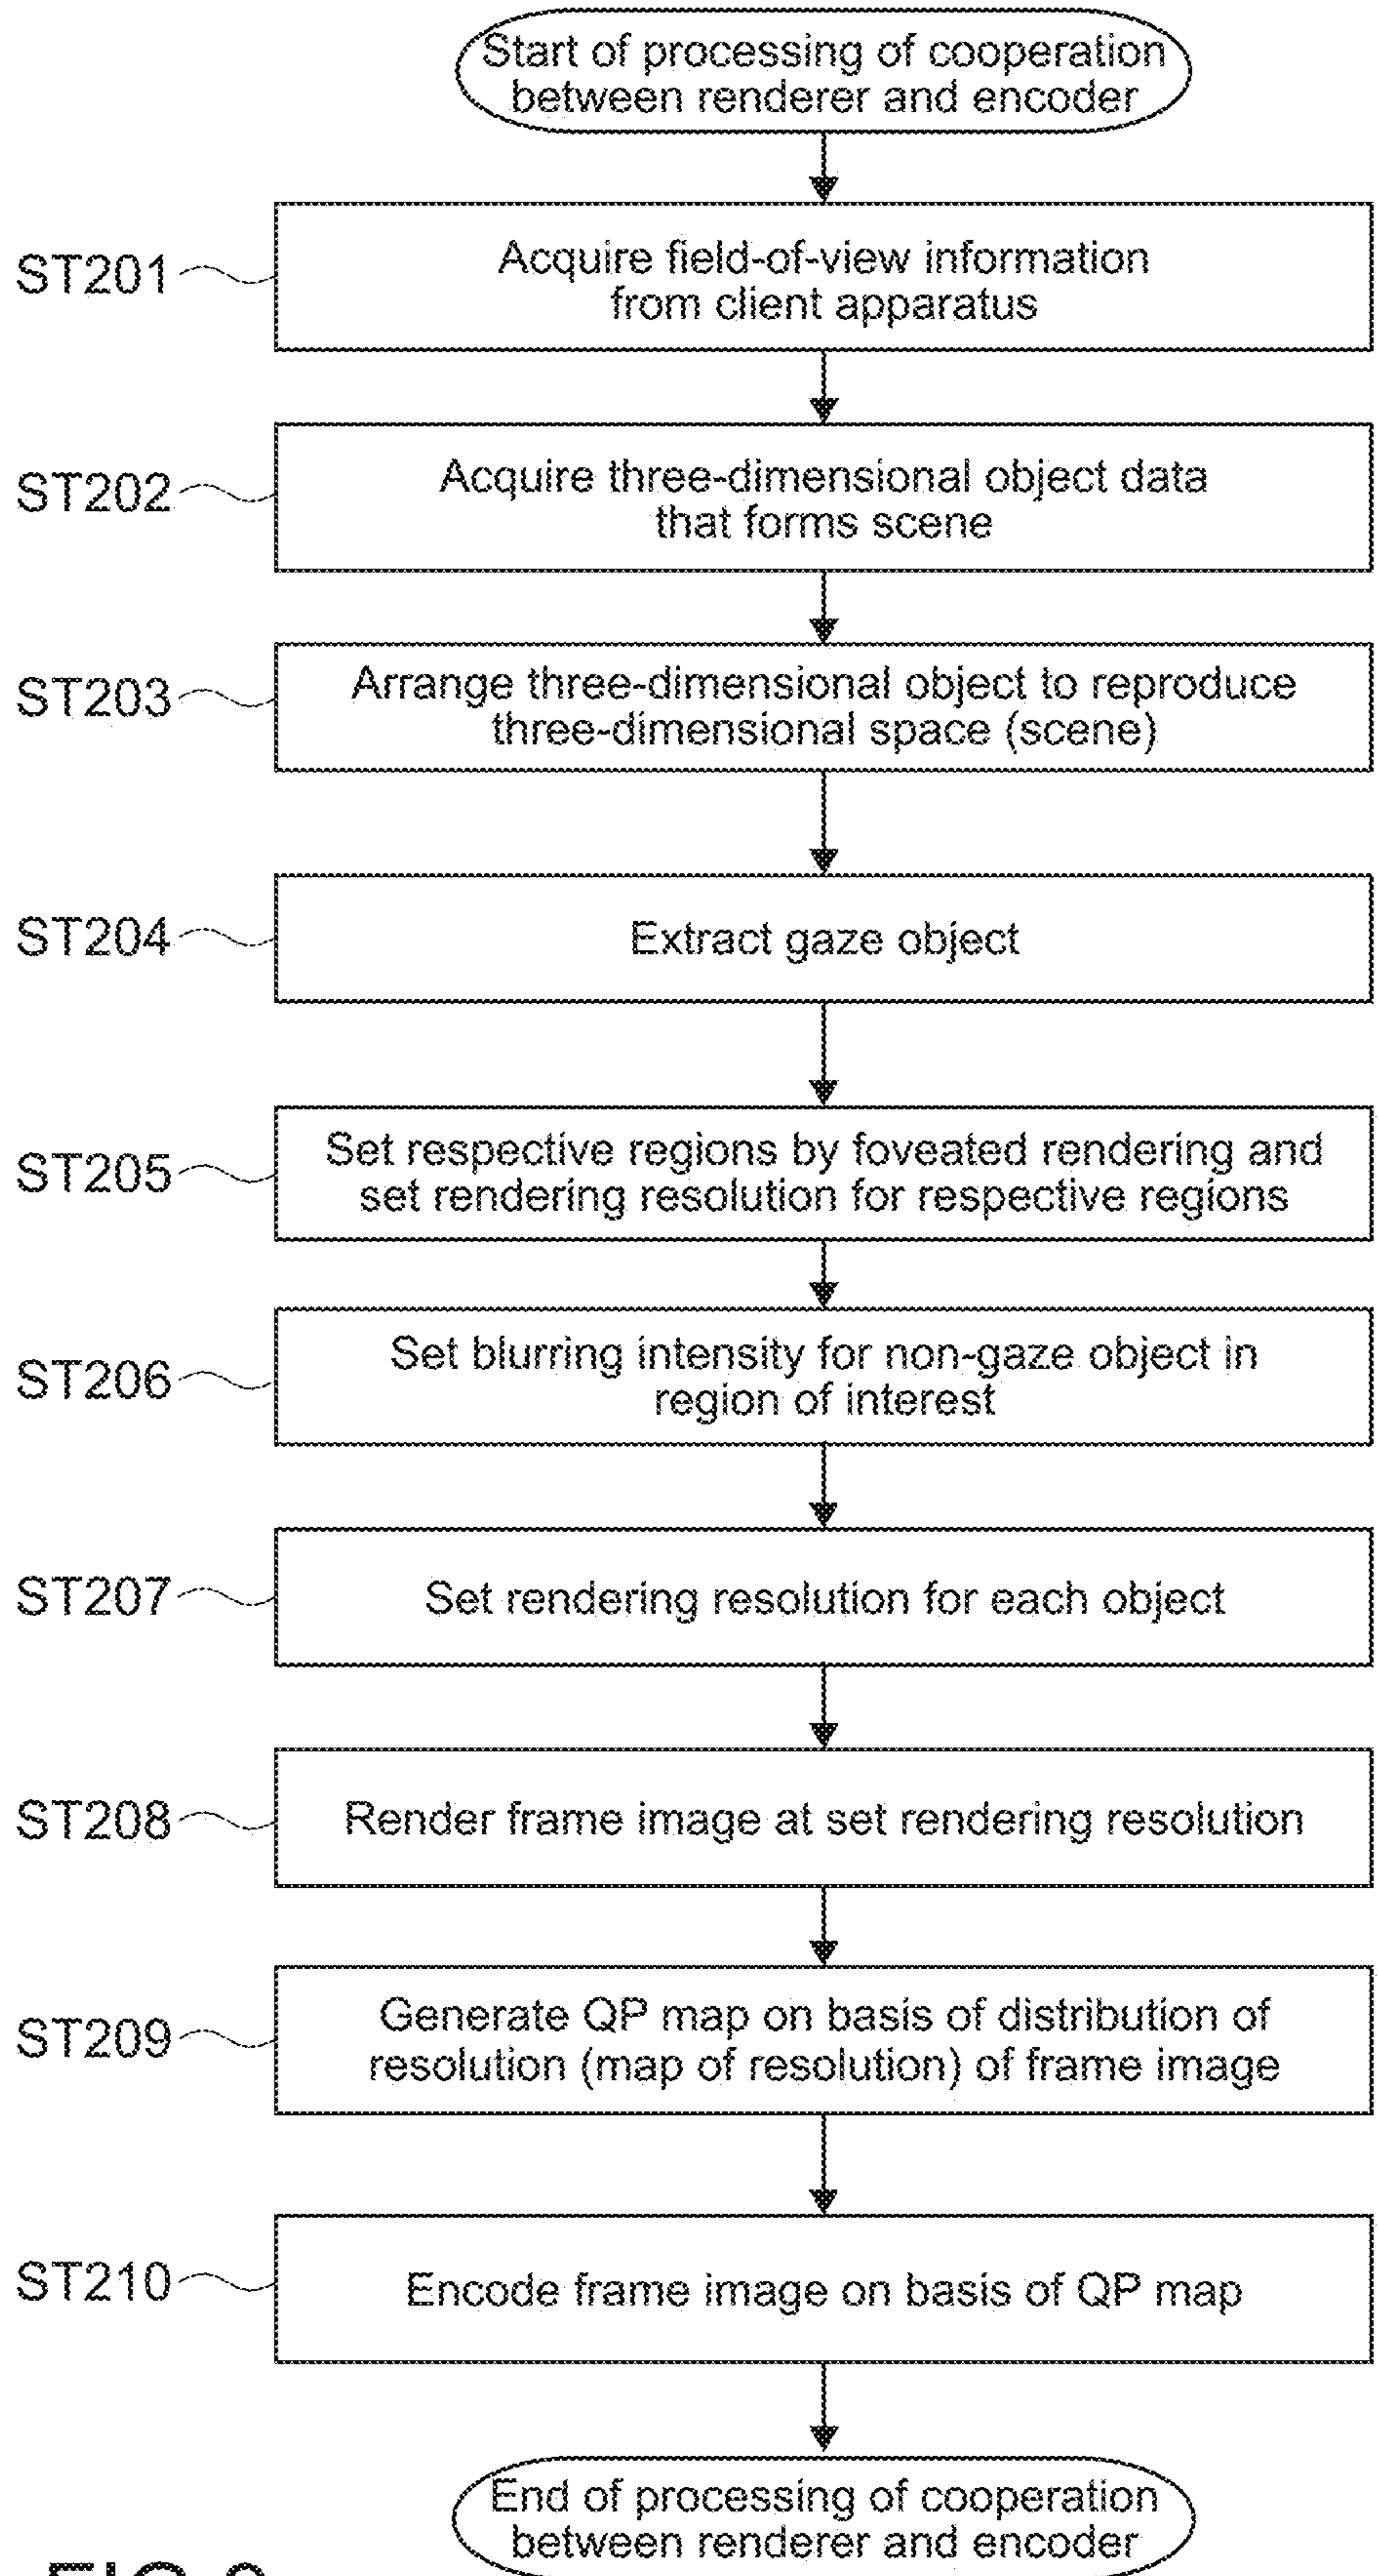 Start of processing of cooperation
between renderer and encoder
ST201
Acquire field-of-view information
from client apparatus
ST202
Acquire three-dimensional object data
that forms scene
ST203
Arrange three-dimensional object to reproduce
three-dimensional space (scene)
ST204
Extract gaze object
ST205
Set respective regions by foveated rendering and
set rendering resolution for respective regions
ST206
Set blurring intensity for non-gaze object in
region of interest
ST207
Set rendering resolution for each object
ST208
Render frame image at set rendering resolution
ST209
Generate QP map on basis of distribution of
resolution (map of resolution) of frame image
ST210
Encode frame image on basis of QP map
End of processing of cooperation
between renderer and encoder